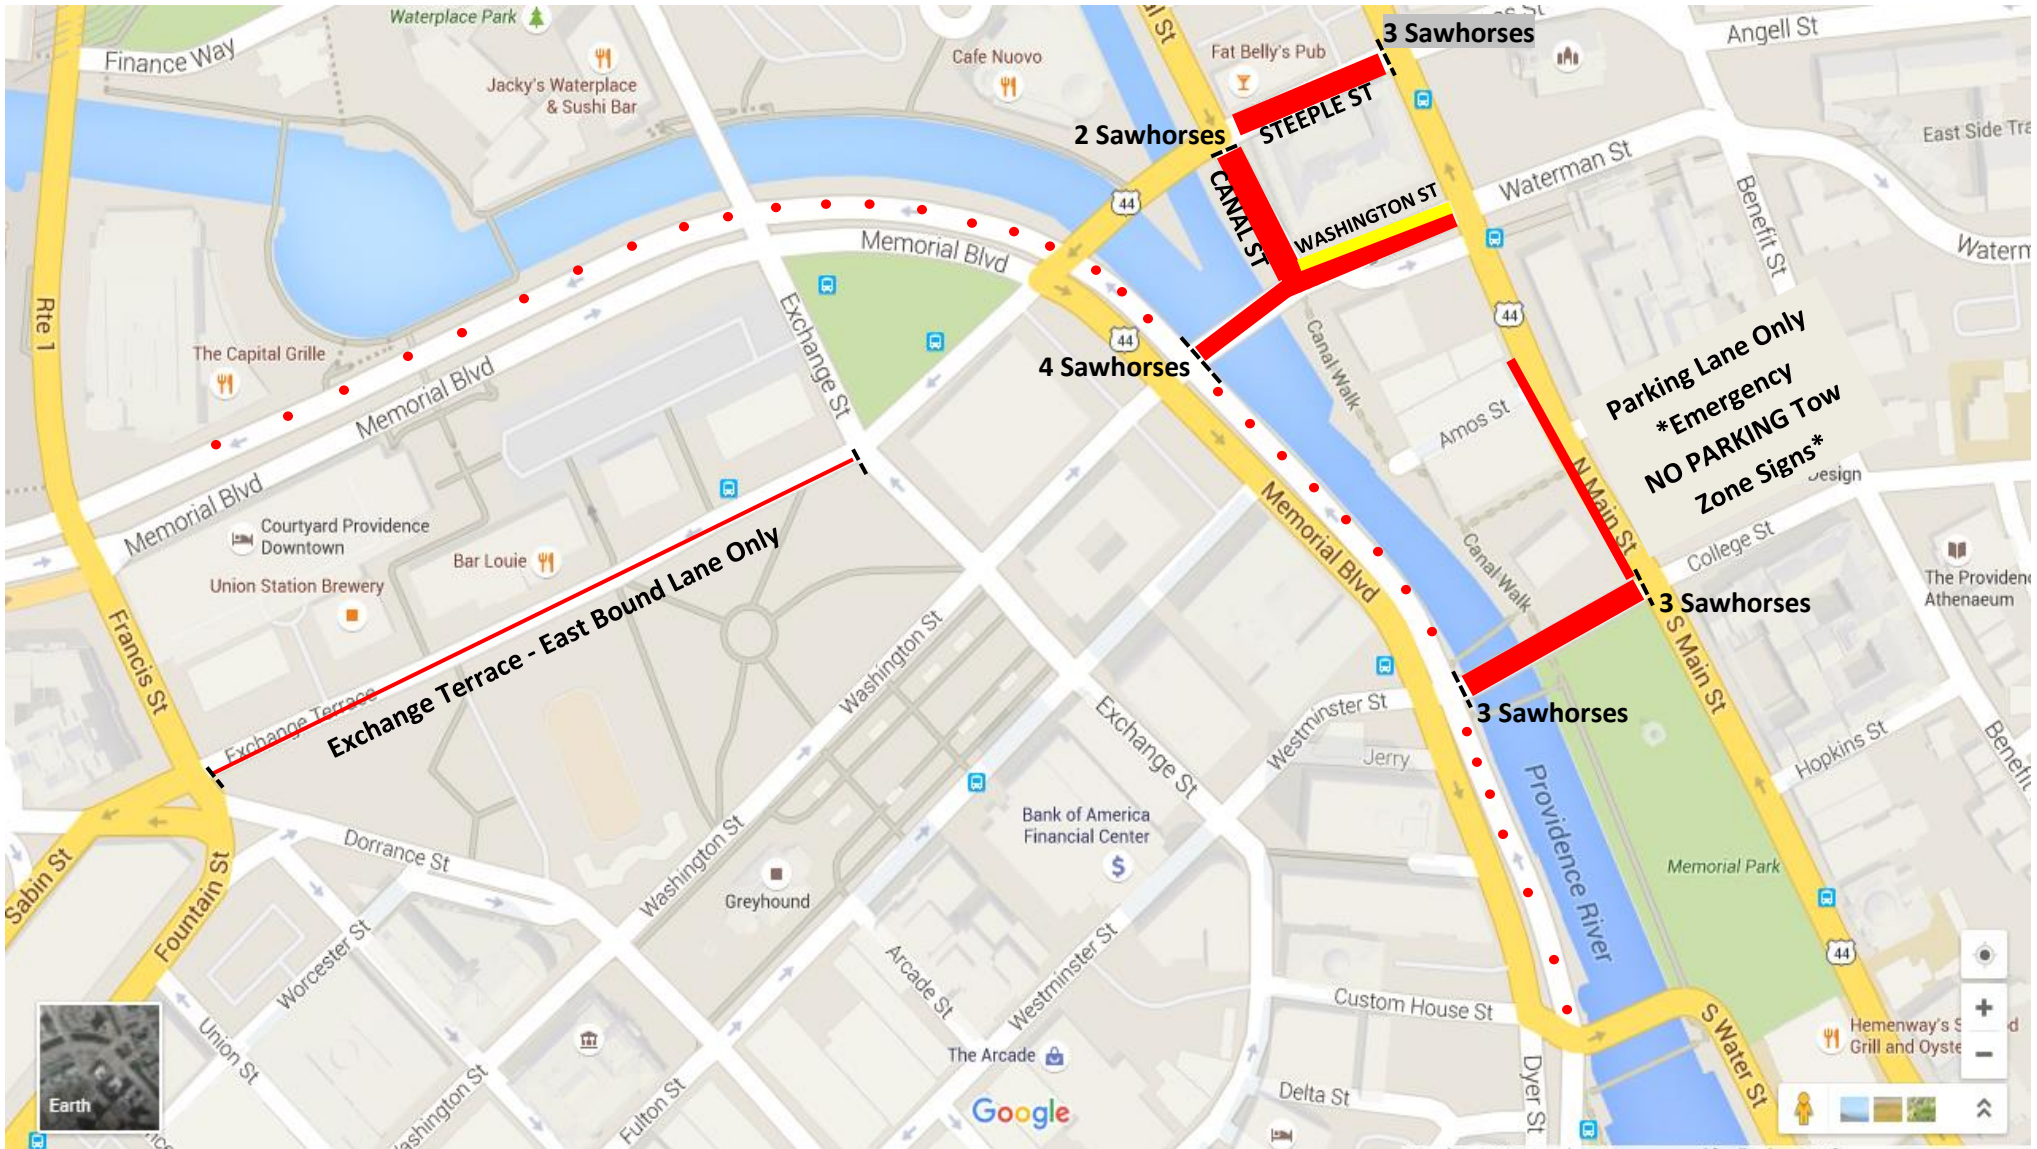 Waterplace Park
Finance Way
Jacky's Waterplace
& Sushi Bar
Cafe Nuovo
Fat Belly's Pub
3 Sawhorses
Angell St
STEEPLE ST
2 Sawhorses
East Side Tra
Waterman St
CANAL ST
WASHINGTON ST
44
Benefit St
Waterm
Memorial Blvd
Rte 1
Exchange St
44
44
The Capital Grille
4 Sawhorses
Canal Walk
Parking Lane Only
*Emergency
NO PARKING Tow
Zone Signs*
Design
Memorial Blvd
Amos St
N Main St
Memorial Blvd
Courtyard Providence
Downtown
Bar Louie
Union Station Brewery
Memorial Blvd
Canal Walk
College St
The Providenc
Athenaeum
3 Sawhorses
Francis St
Exchange Terrace
Exchange Terrace - East Bound Lane Only
Washington St
S Main St
3 Sawhorses
Westminster St
Exchange St
Jerry
Hopkins St
Benefit
Providence River
Bank of America
Financial Center
Dorrance St
Washington St
Greyhound
Memorial Park
Sabin St
Fountain St
Worcester St
Arcade St
Westminster St
44
Custom House St
Union St
The Arcade
S Water St
Hemenway's S
d
Grill and Oyste
Dyer St
Delta St
Earth
Google
Fulton St
ashington St